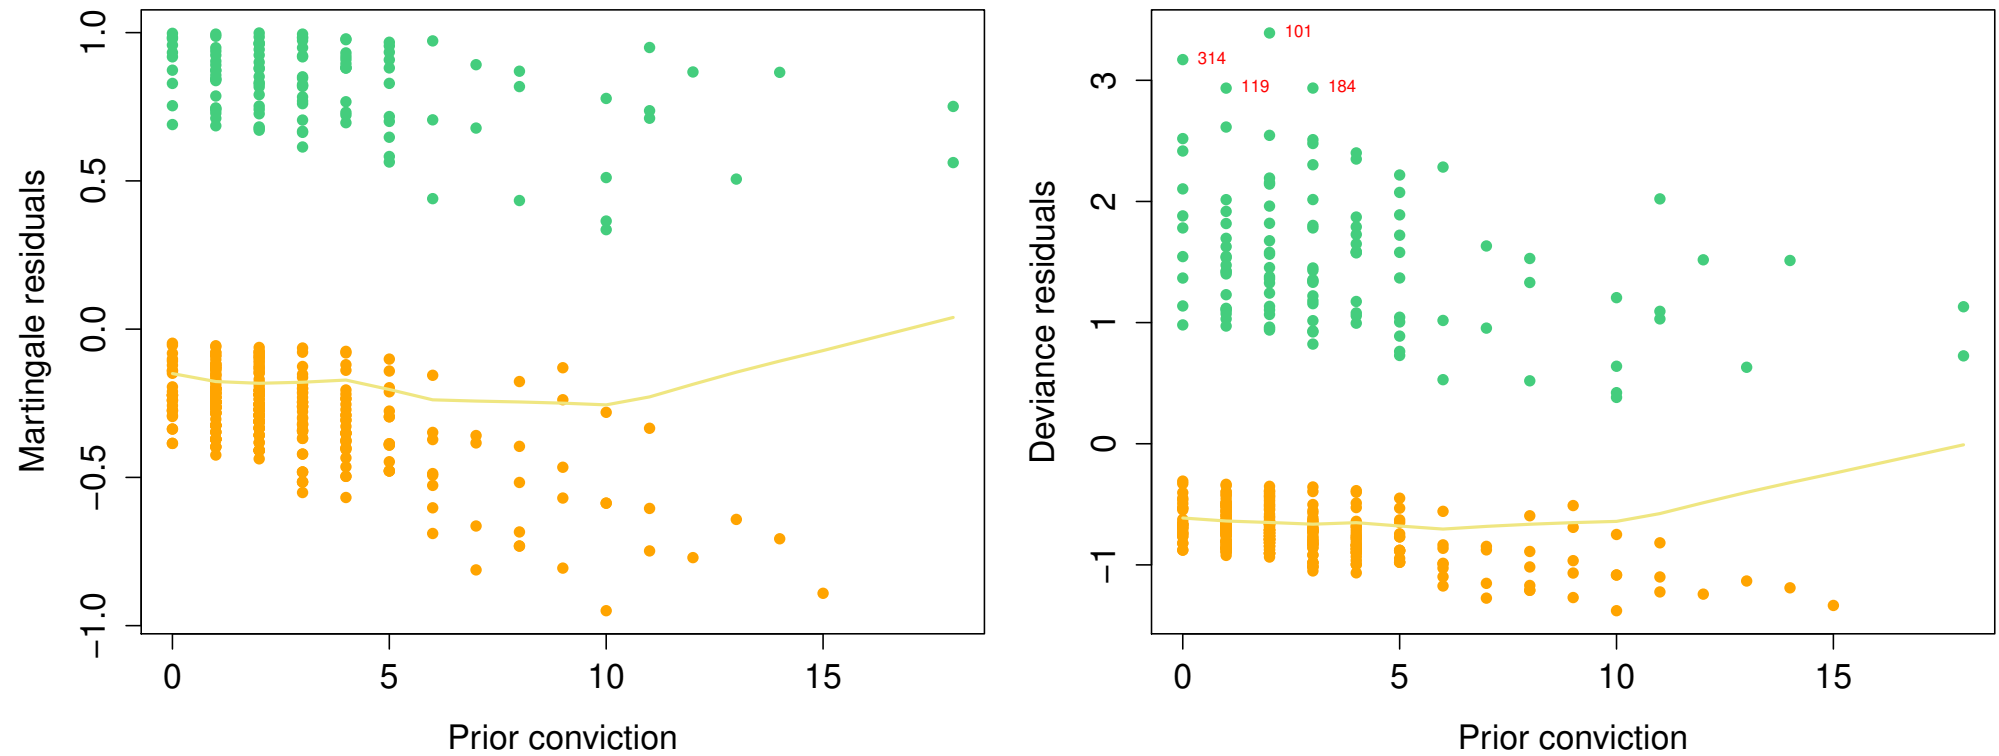 Martingale residuals
1.0
0.5
0.0
−0.5
−1.0
0 5 10 15
Prior conviction
Deviance residuals
3
2
1
0
−1
101
314
119
184
0 5 10 15
Prior conviction